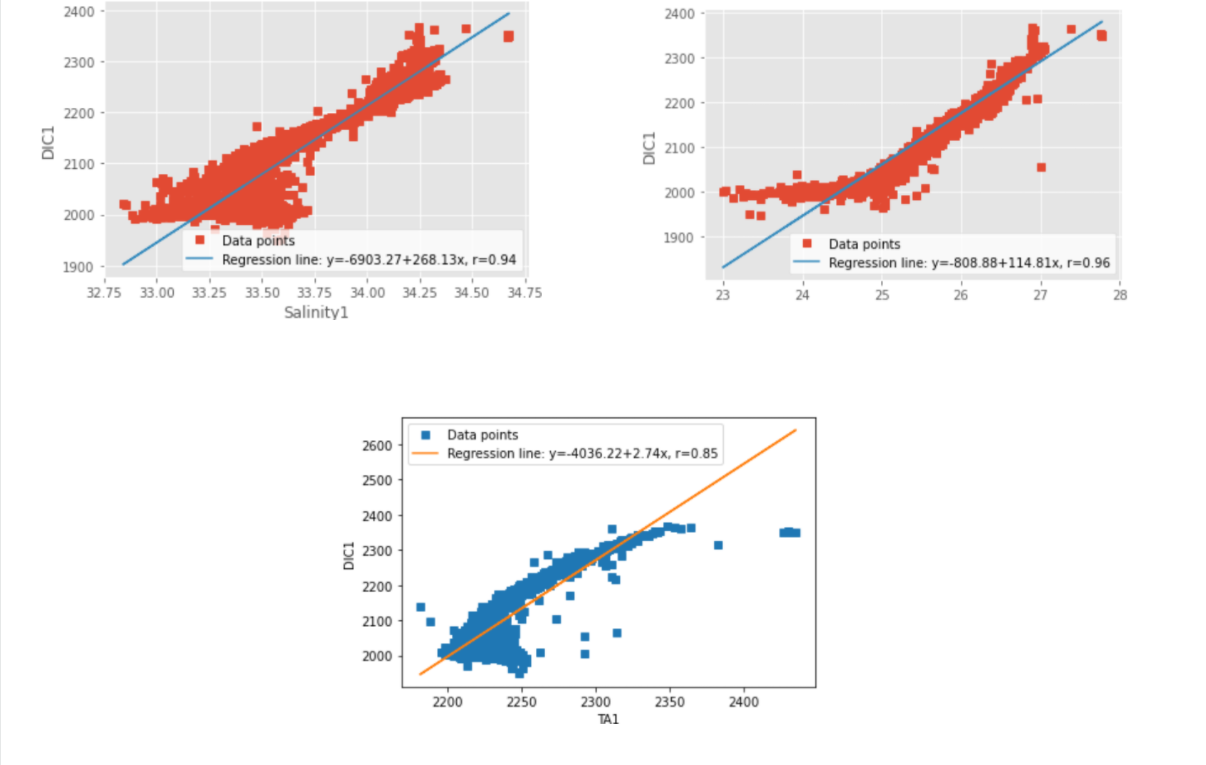 2400
2300
2200
2100
2000
1900
DIC1
Data points
Regression line: y=-6903.27+268.13x, r=0.94
32.75 33.00 33.25 33.50 33.75 34.00 34.25 34.50 34.75
Salinity1
2400
2300
2200
2100
2000
1900
DIC1
Data points
Regression line: y=-808.88+114.81x, r=0.96
23 24 25 26 27 28
Data points
Regression line: y=-4036.22+2.74x, r=0.85
2600
2500
2400
2300
2200
2100
2000
DIC1
2200 2250 2300 2350 2400
TA1